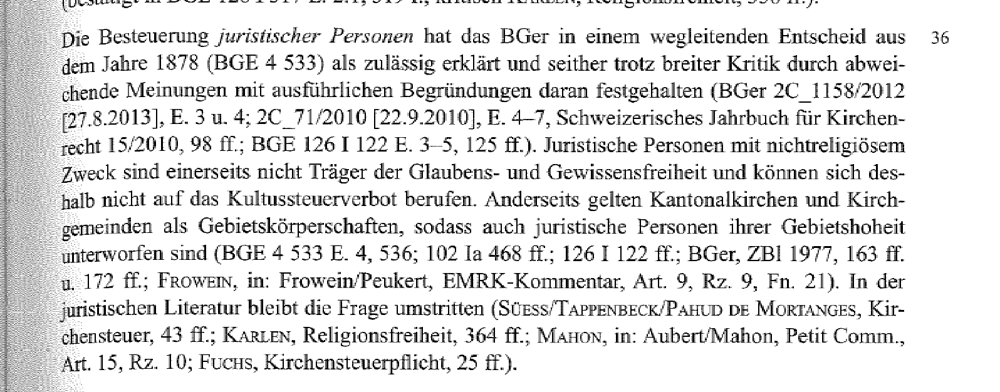 Die Besteuerung juristischer Personen hat das BGer in einem wegleitenden Entscheid aus 36
dem Jahre 1878 (BGE 4 533) als zulässig erklärt und seither trotz breiter Kritik durch abwei-
chende Meinungen mit ausführlichen Begründungen daran festgehalten (BGer 2C_1158/2012
[27.8.2013], E. 3 u. 4; 2C_71/2010 [22.9.2010], E. 4–7, Schweizerisches Jahrbuch für Kirchen-
recht 15/2010, 98 ff.; BGE 126 I 122 E. 3–5, 125 ff.). Juristische Personen mit nichtreligiösem
Zweck sind einerseits nicht Träger der Glaubens- und Gewissensfreiheit und können sich des-
halb nicht auf das Kultussteuerverbot berufen. Anderseits gelten Kantonalkirchen und Kirch-
gemeinden als Gebietskörperschaften, sodass auch juristische Personen ihrer Gebietshoheit
unterworfen sind (BGE 4 533 E. 4, 536; 102 Ia 468 ff.; 126 I 122 ff.; BGer, ZBl 1977, 163 ff.
u. 172 ff.; FROWEIN, in: Frowein/Peukert, EMRK-Kommentar, Art. 9, Rz. 9, Fn. 21). In der
juristischen Literatur bleibt die Frage umstritten (SÜESS/TAPPENBECK/PAHUD DE MORTANGES, Kir-
chensteuer, 43 ff.; KARLEN, Religionsfreiheit, 364 ff.; MAHON, in: Aubert/Mahon, Petit Comm.,
Art. 15, Rz. 10; FUCHS, Kirchensteuerpflicht, 25 ff.).